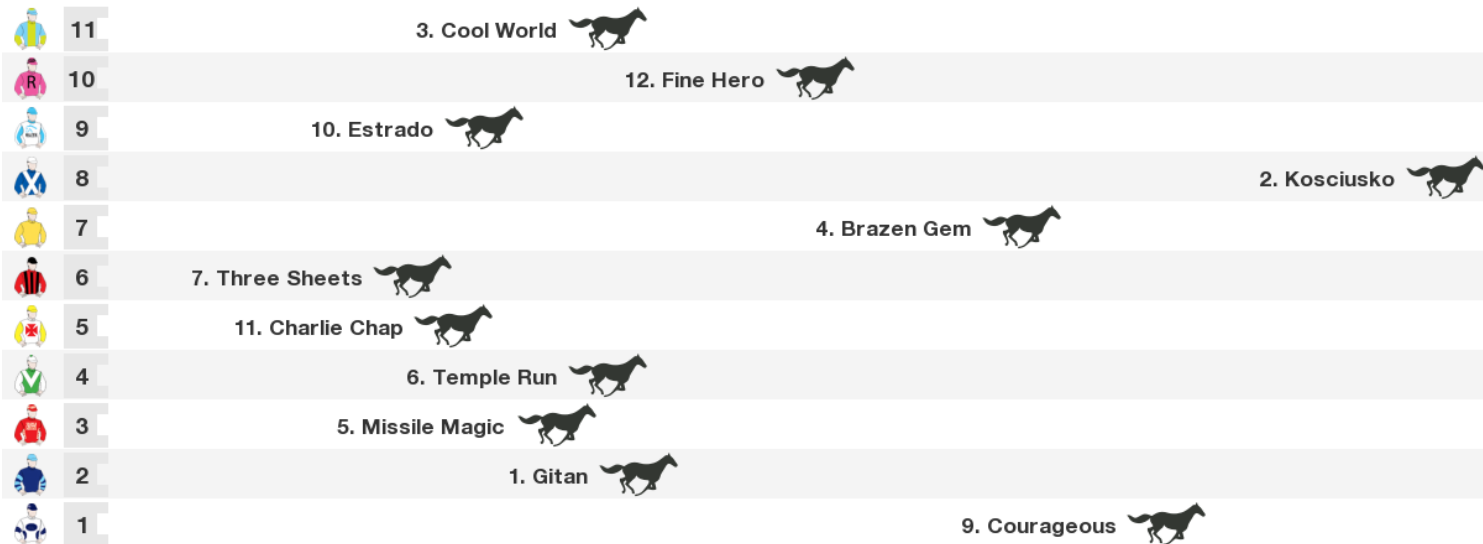 11 3. Cool World
R 10 12. Fine Hero
9 10. Estrado
8 2. Kosciusko
7 4. Brazen Gem
6 7. Three Sheets
5 11. Charlie Chap
4 6. Temple Run
3 5. Missile Magic
2 1. Gitan
1 9. Courageous